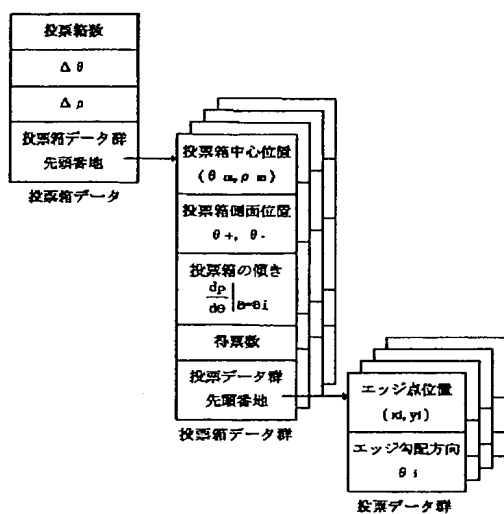 投票箱数
Δθ
Δρ
投票箱データ群
先頭番地
投票箱データ
投票箱中心位置
(θm,ρm)
投票箱側面位置
θ+, θ-
投票箱の傾き
dρ
dθ
θ=θi
得票数
投票データ群
先頭番地
投票箱データ群
エッジ点位置
(xi,yi)
エッジ勾配方向
θi
投票データ群